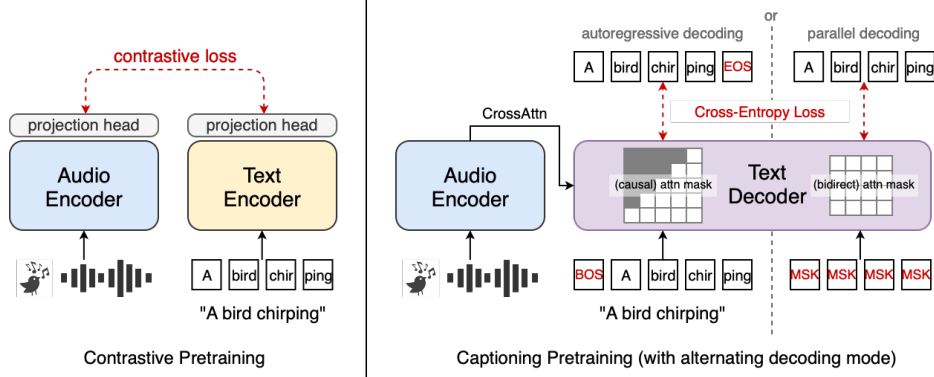 contrastive loss
projection head
projection head
Audio
Encoder
Text
Encoder
A bird chir ping
"A bird chirping"
Contrastive Pretraining
or
autoregressive decoding
parallel decoding
A bird chir ping EOS
A bird chir ping
CrossAttn
Cross-Entropy Loss
Audio
Encoder
(causal) attn mask
Text
Decoder
(bidirect) attn mask
BOS A bird chir ping
MSK MSK MSK MSK
"A bird chirping"
Captioning Pretraining (with alternating decoding mode)